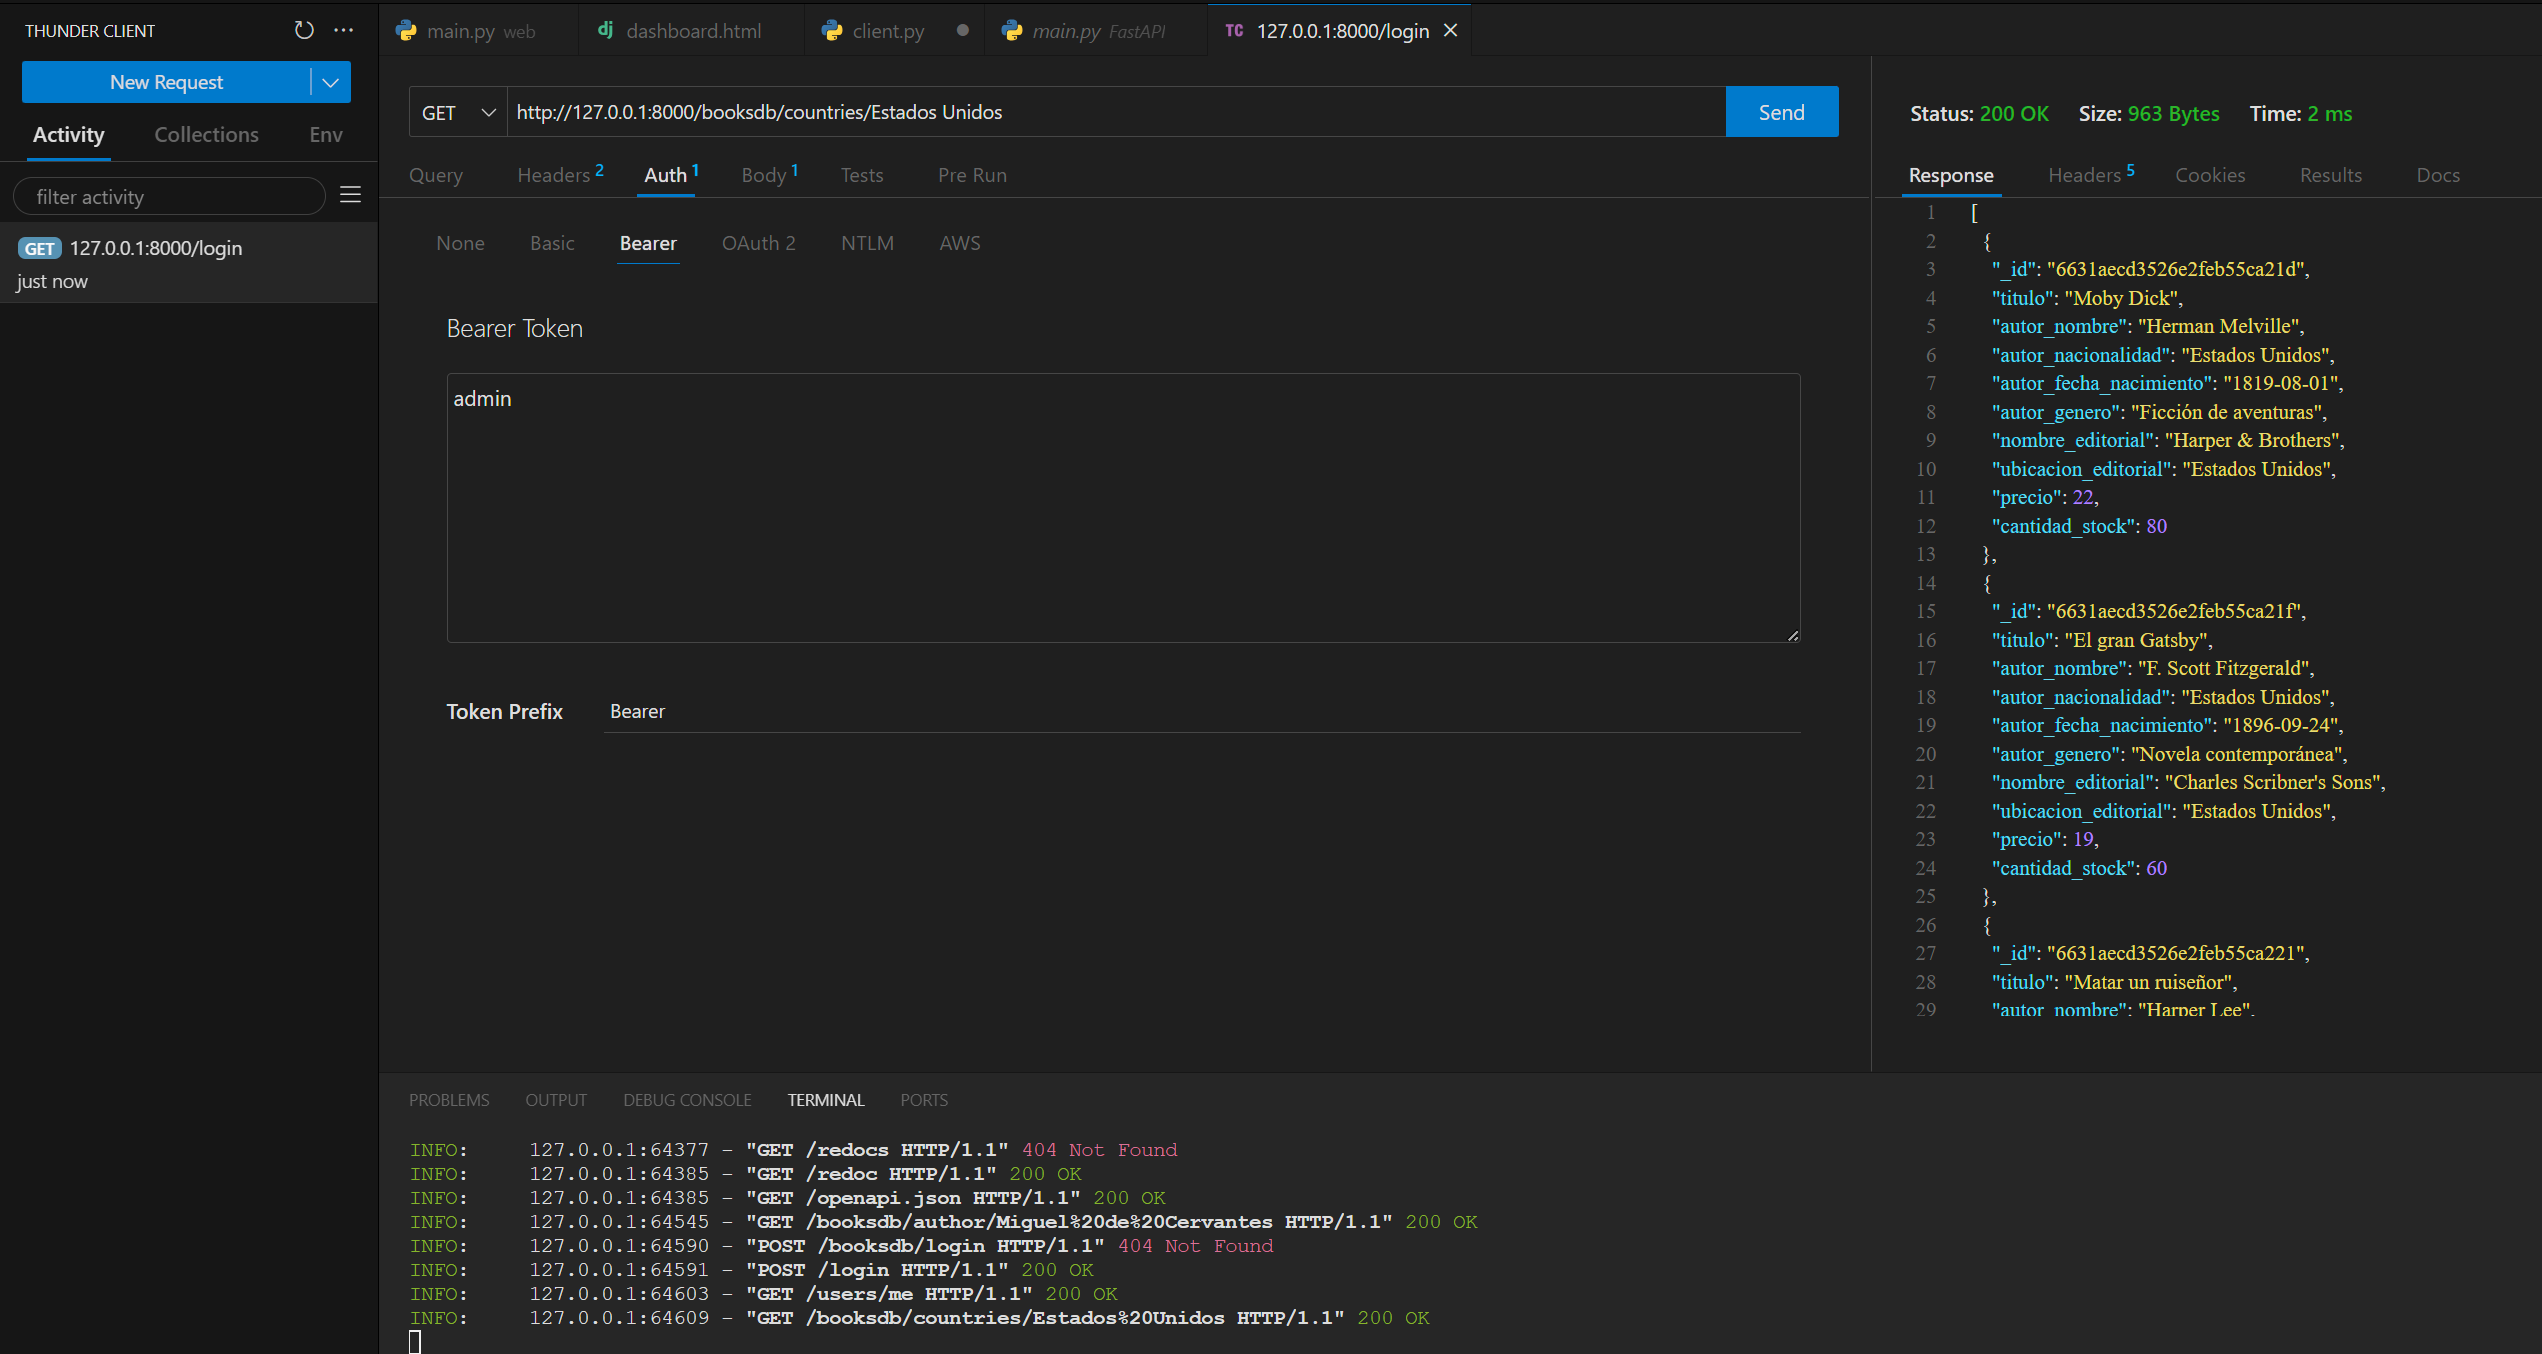 THUNDER CLIENT
New Request
Activity Collections Env
filter activity
GET 127.0.0.1:8000/login
just now
main.py web dashboard.html client.py main.py FastAPI TC 127.0.0.1:8000/login
GET http://127.0.0.1:8000/booksdb/countries/Estados Unidos Send
Query Headers 2 Auth 1 Body 1 Tests Pre Run
None Basic Bearer OAuth 2 NTLM AWS
Bearer Token
admin
Token Prefix Bearer
Status: 200 OK Size: 963 Bytes Time: 2 ms
Response Headers 5 Cookies Results Docs
1 [
2 {
3 "_id": "6631aecd3526e2feb55ca21d",
4 "titulo": "Moby Dick",
5 "autor_nombre": "Herman Melville",
6 "autor_nacionalidad": "Estados Unidos",
7 "autor_fecha_nacimiento": "1819-08-01",
8 "autor_genero": "Ficción de aventuras",
9 "nombre_editorial": "Harper & Brothers",
10 "ubicacion_editorial": "Estados Unidos",
11 "precio": 22,
12 "cantidad_stock": 80
13 },
14 {
15 "_id": "6631aecd3526e2feb55ca21f",
16 "titulo": "El gran Gatsby",
17 "autor_nombre": "F. Scott Fitzgerald",
18 "autor_nacionalidad": "Estados Unidos",
19 "autor_fecha_nacimiento": "1896-09-24",
20 "autor_genero": "Novela contemporánea",
21 "nombre_editorial": "Charles Scribner's Sons",
22 "ubicacion_editorial": "Estados Unidos",
23 "precio": 19,
24 "cantidad_stock": 60
25 },
26 {
27 "_id": "6631aecd3526e2feb55ca221",
28 "titulo": "Matar un ruiseñor",
29 "autor_nombre": "Harper Lee",
PROBLEMS OUTPUT DEBUG CONSOLE TERMINAL PORTS
INFO: 127.0.0.1:64377 - "GET /redocs HTTP/1.1" 404 Not Found
INFO: 127.0.0.1:64385 - "GET /redoc HTTP/1.1" 200 OK
INFO: 127.0.0.1:64385 - "GET /openapi.json HTTP/1.1" 200 OK
INFO: 127.0.0.1:64545 - "GET /booksdb/author/Miguel%20de%20Cervantes HTTP/1.1" 200 OK
INFO: 127.0.0.1:64590 - "POST /booksdb/login HTTP/1.1" 404 Not Found
INFO: 127.0.0.1:64591 - "POST /login HTTP/1.1" 200 OK
INFO: 127.0.0.1:64603 - "GET /users/me HTTP/1.1" 200 OK
INFO: 127.0.0.1:64609 - "GET /booksdb/countries/Estados%20Unidos HTTP/1.1" 200 OK